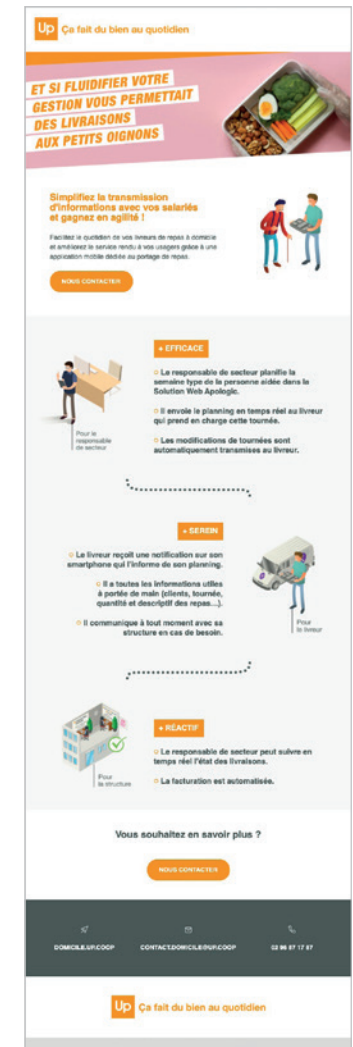 Up Ça fait du bien au quotidien
ET SI FLUIDIFIER VOTRE
GESTION VOUS PERMETTAIT
DES LIVRAISONS
AUX PETITS OIGNONS
Simplifiez la transmission
d'informations avec vos salariés
et gagnez en agilité !
Facilitez le quotidien de vos livreurs de repas à domicile
et améliorez le service rendu à vos usagers grâce à une
application mobile dédiée au portage de repas.
NOUS CONTACTER
+ EFFICACE
Le responsable de secteur planifie la
semaine type de la personne aidée dans la
Solution Web Apologic.
Il envoie le planning en temps réel au livreur
qui prend en charge cette tournée.
Les modifications de tournées sont
automatiquement transmises au livreur.
Pour le
responsable
de secteur
+ SEREIN
Le livreur reçoit une notification sur son
smartphone qui l'informe de son planning.
Il a toutes les informations utiles
à portée de main (clients, tournée,
quantité et descriptif des repas...).
Il communique à tout moment avec sa
structure en cas de besoin.
Pour
le livreur
+ RÉACTIF
Le responsable de secteur peut suivre en
temps réel l'état des livraisons.
La facturation est automatisée.
Pour
la structure
Vous souhaitez en savoir plus ?
NOUS CONTACTER
DOMICILE.UP.COOP
CONTACT.DOMICILE@UP.COOP
Up Ça fait du bien au quotidien